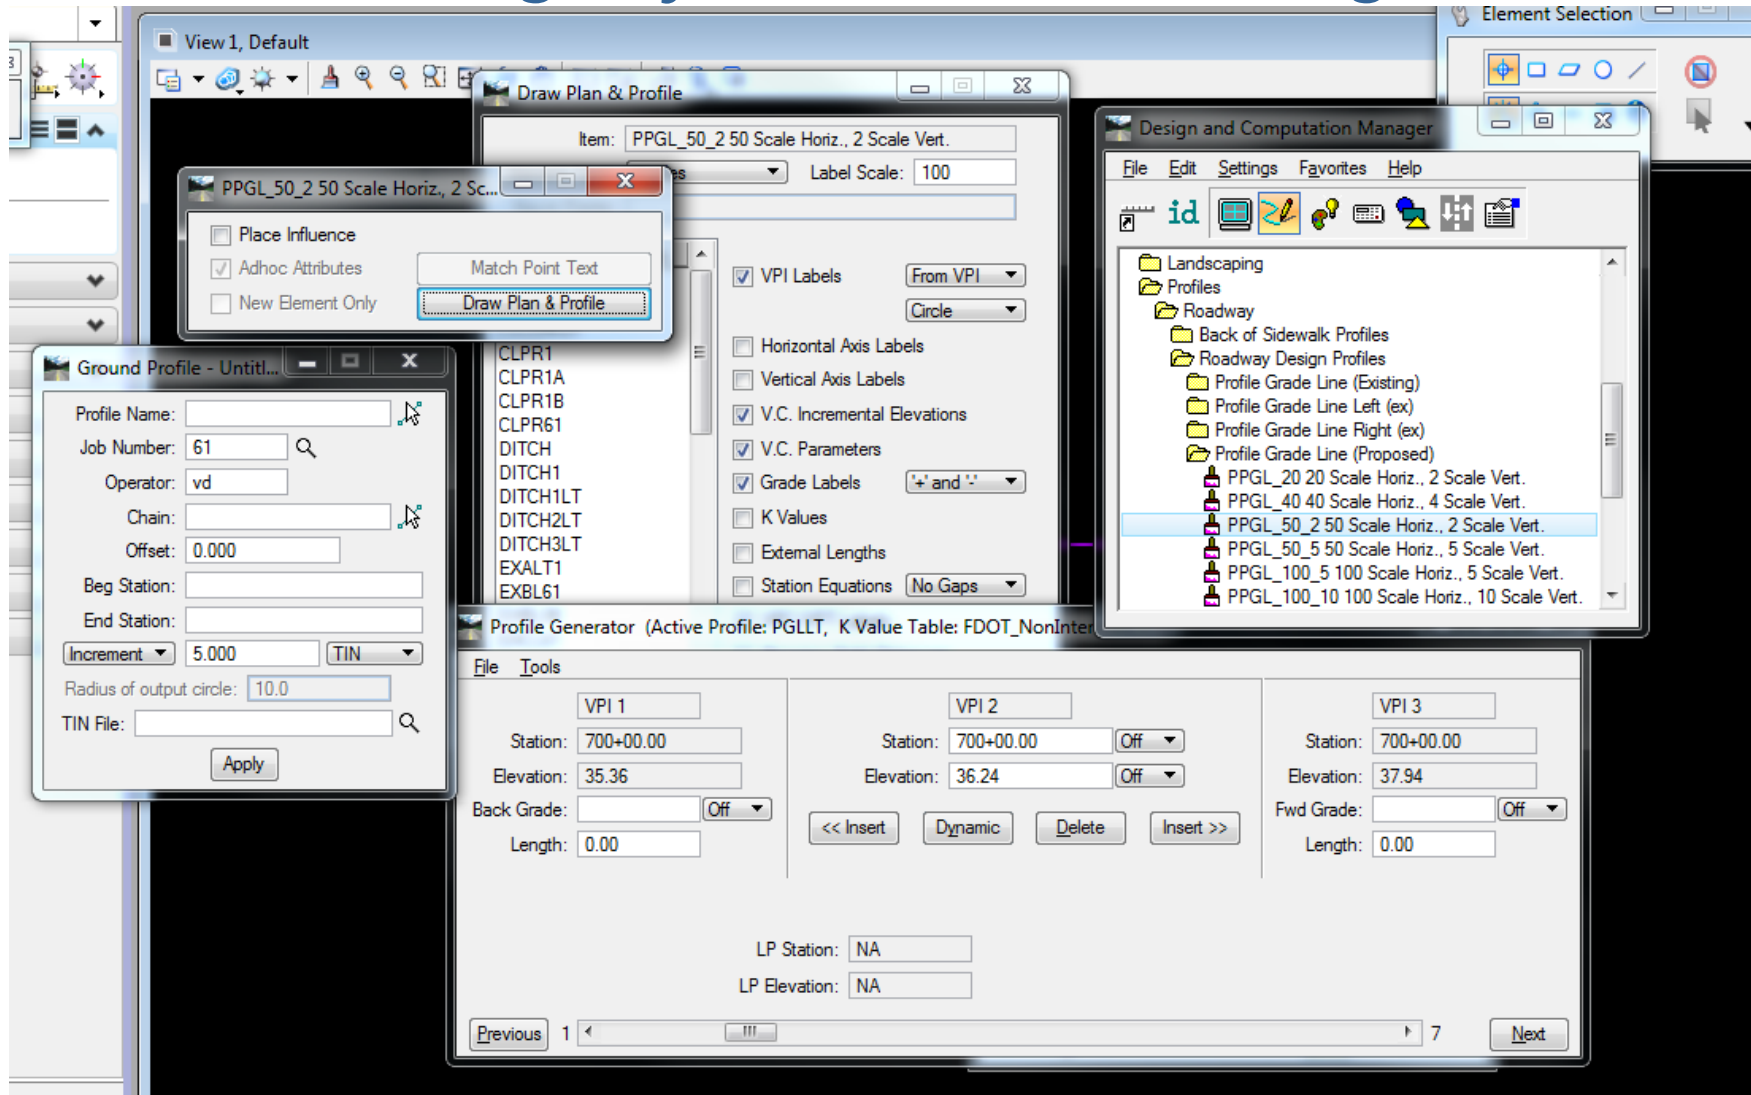 View 1, Default
Element Selection
Draw Plan & Profile
Item: PPGL_50_2 50 Scale Horiz., 2 Scale Vert.
Label Scale: 100
PPGL_50_2 50 Scale Horiz., 2 Sc...
Place Influence
Adhoc Attributes
Match Point Text
New Element Only
Draw Plan & Profile
CLPR1
CLPR1A
CLPR1B
CLPR61
DITCH
DITCH1
DITCH1LT
DITCH2LT
DITCH3LT
EXALT1
EXBL61
VPI Labels
From VPI
Circle
Horizontal Axis Labels
Vertical Axis Labels
V.C. Incremental Elevations
V.C. Parameters
Grade Labels
'+' and '-'
K Values
External Lengths
Station Equations
No Gaps
Design and Computation Manager
File Edit Settings Favorites Help
id
Landscaping
Profiles
Roadway
Back of Sidewalk Profiles
Roadway Design Profiles
Profile Grade Line (Existing)
Profile Grade Line Left (ex)
Profile Grade Line Right (ex)
Profile Grade Line (Proposed)
PPGL_20 20 Scale Horiz., 2 Scale Vert.
PPGL_40 40 Scale Horiz., 4 Scale Vert.
PPGL_50_2 50 Scale Horiz., 2 Scale Vert.
PPGL_50_5 50 Scale Horiz., 5 Scale Vert.
PPGL_100_5 100 Scale Horiz., 5 Scale Vert.
PPGL_100_10 100 Scale Horiz., 10 Scale Vert.
Ground Profile - Untitl...
Profile Name:
Job Number: 61
Operator: vd
Chain:
Offset: 0.000
Beg Station:
End Station:
Increment 5.000 TIN
Radius of output circle: 10.0
TIN File:
Apply
Profile Generator (Active Profile: PGLLT, K Value Table: FDOT_NonInter
File Tools
VPI 1 VPI 2 VPI 3
Station: 700+00.00 Station: 700+00.00 Off Station: 700+00.00
Elevation: 35.36 Elevation: 36.24 Off Elevation: 37.94
Back Grade: Off << Insert Dynamic Delete Insert >> Fwd Grade: Off
Length: 0.00 Length: 0.00
LP Station: NA
LP Elevation: NA
Previous 1 7 Next